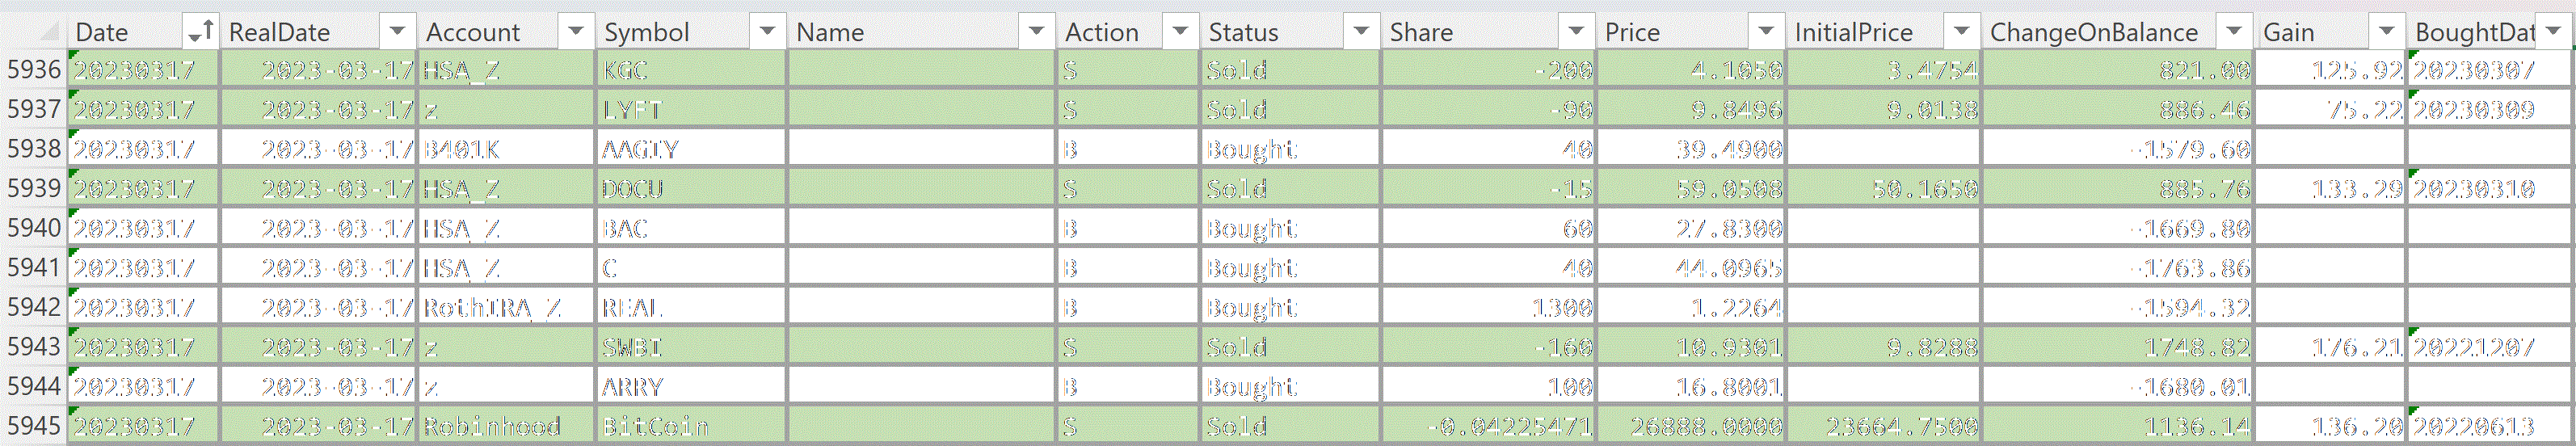 Date RealDate Account Symbol Name Action Status Share Price InitialPrice ChangeOnBalance Gain BoughtDat
5936 20230317 2023-03-17 HSA_Z KGC S Sold -200 4.1050 3.4754 821.00 125.92 20230307
5937 20230317 2023-03-17 z LYFT S Sold -90 9.8496 9.0138 886.46 75.22 20230309
5938 20230317 2023-03-17 B401K AAGIY B Bought 40 39.4900 -1579.60
5939 20230317 2023-03-17 HSA_Z DOCU S Sold -15 59.0508 50.1650 885.76 133.29 20230310
5940 20230317 2023-03-17 HSA_Z BAC B Bought 60 27.8300 -1669.80
5941 20230317 2023-03-17 HSA_Z C B Bought 40 44.0965 -1763.86
5942 20230317 2023-03-17 RothIRA_Z REAL B Bought 1300 1.2264 -1594.32
5943 20230317 2023-03-17 z SWBI S Sold -160 10.9301 9.8288 1748.82 176.21 20221207
5944 20230317 2023-03-17 z ARRY B Bought 100 16.8001 -1680.01
5945 20230317 2023-03-17 Robinhood BitCoin S Sold -0.04225471 26888.0000 23664.7500 1136.14 136.20 20220613